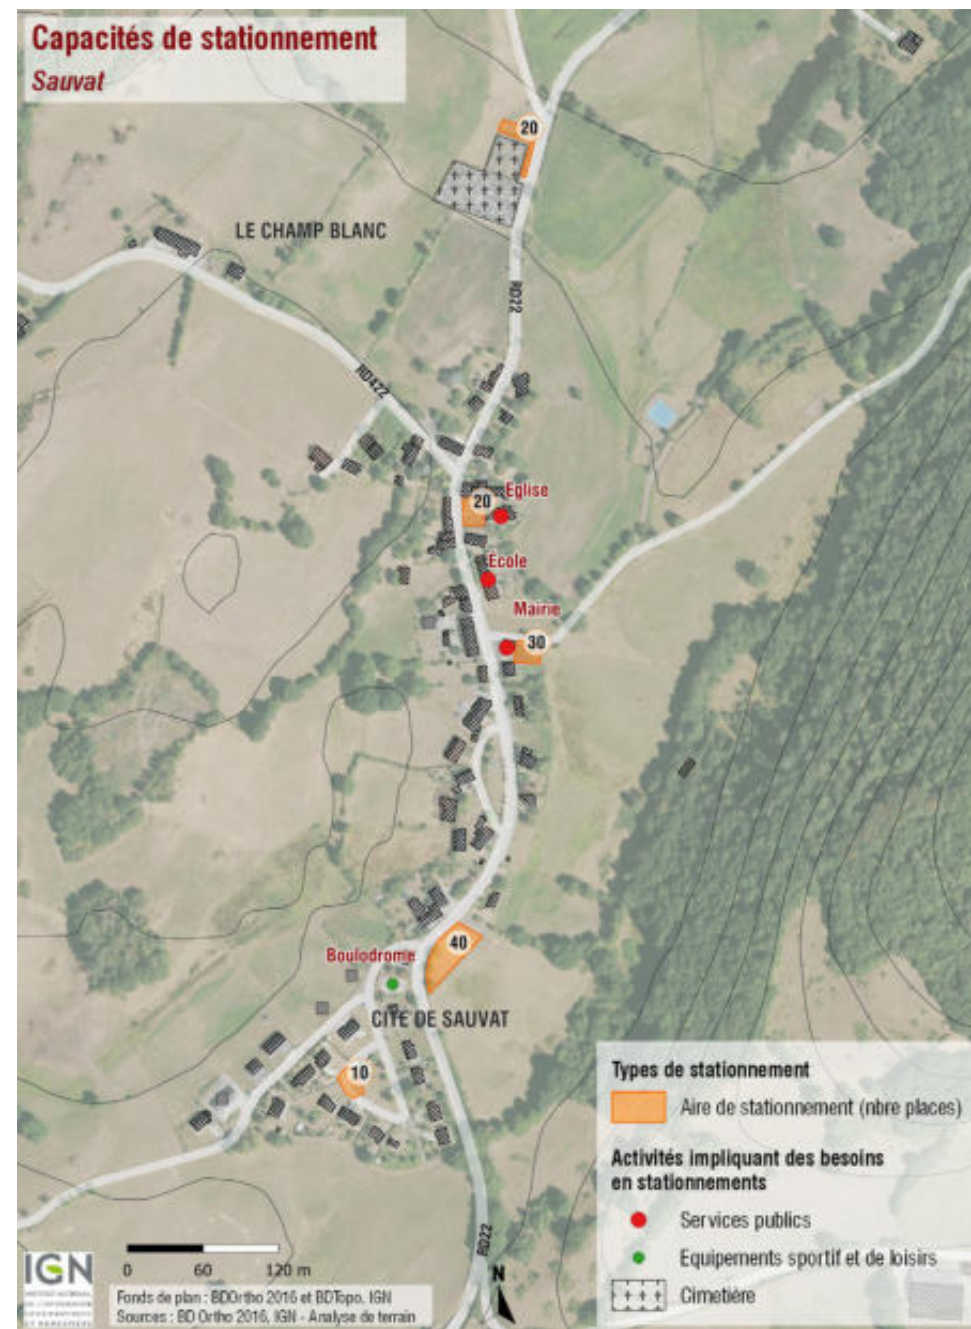 Capacités de stationnement
Sauvat
20
LE CHAMP BLANC
RD22
RD422
20
Eglise
Ecole
Mairie
30
40
Boulodrome
CITE DE SAUVAT
10
Types de stationnement
Aire de stationnement (nbre places)
Activités impliquant des besoins
en stationnements
Services publics
Equipements sportif et de loisirs
Cimetière
RD22
N
IGN
0 60 120 m
Fonds de plan : BDOrtho 2016 et BDTopo, IGN
Sources : BD Ortho 2016, IGN - Analyse de terrain